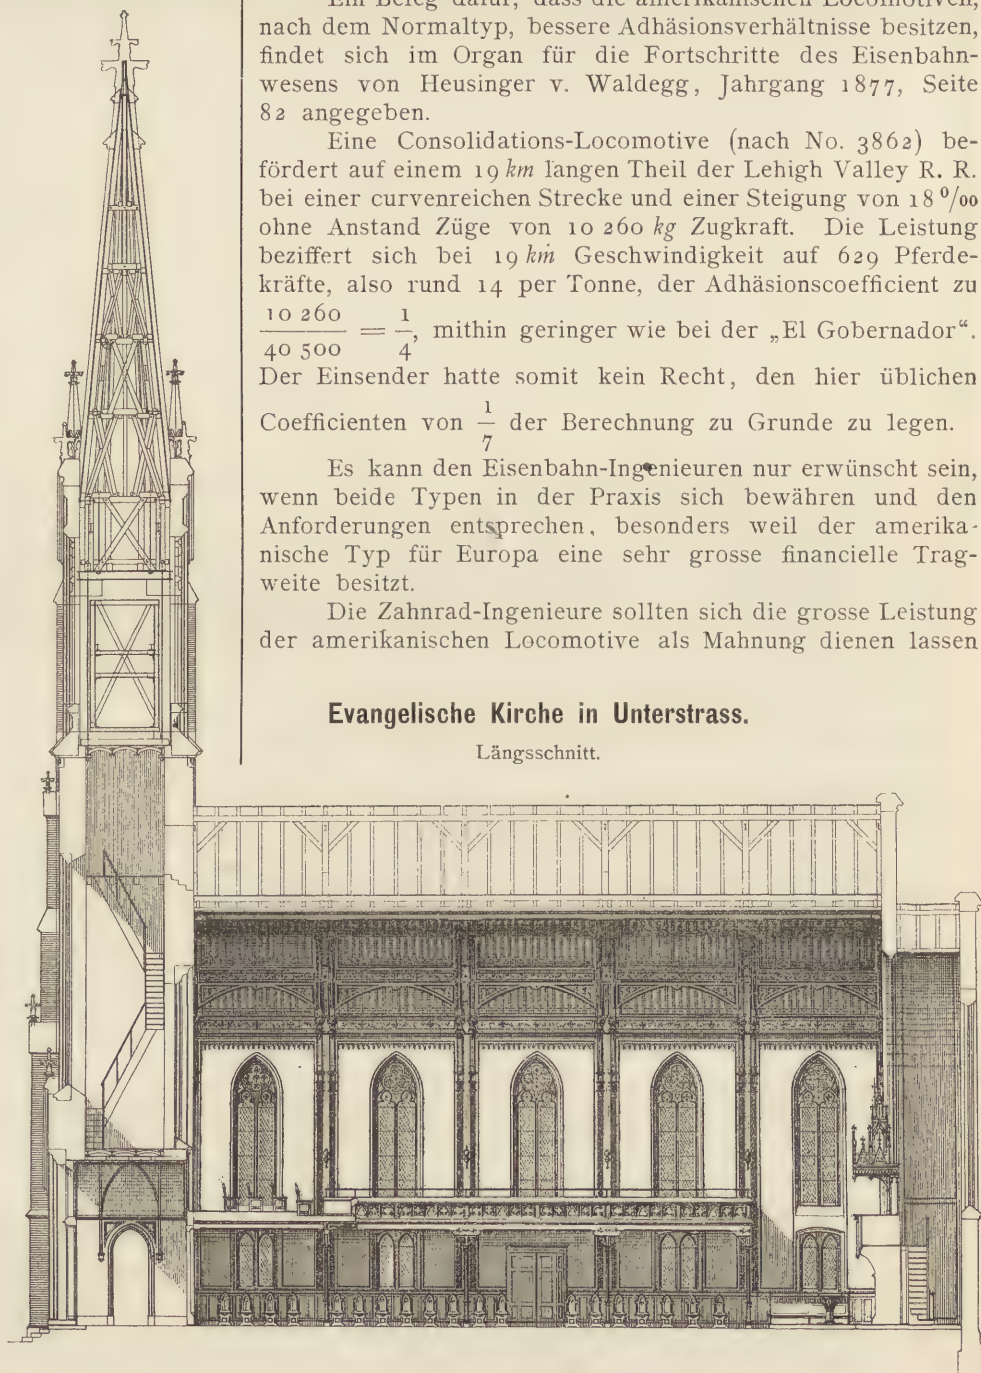 Ein Beleg dafür, dass die amerikanischen Locomotiven,
nach dem Normaltyp, bessere Adhäsionsverhältnisse besitzen,
findet sich im Organ für die Fortschritte des Eisenbahn-
wesens von Heusinger v. Waldegg, Jahrgang 1877, Seite
82 angegeben.
Eine Consolidations-Locomotive (nach No. 3862) be-
fördert auf einem 19 km langen Theil der Lehigh Valley R. R.
bei einer curvenreichen Strecke und einer Steigung von 18 ‰
ohne Anstand Züge von 10 260 kg Zugkraft. Die Leistung
beziffert sich bei 19 km Geschwindigkeit auf 629 Pferde-
kräfte, also rund 14 per Tonne, der Adhäsionscoefficient zu
10 260 / 40 500 = 1/4, mithin geringer wie bei der „El Gobernador“.
Der Einsender hatte somit kein Recht, den hier üblichen
Coefficienten von 1/7 der Berechnung zu Grunde zu legen.
Es kann den Eisenbahn-Ingenieuren nur erwünscht sein,
wenn beide Typen in der Praxis sich bewähren und den
Anforderungen entsprechen, besonders weil der amerika-
nische Typ für Europa eine sehr grosse financielle Trag-
weite besitzt.
Die Zahnrad-Ingenieure sollten sich die grosse Leistung
der amerikanischen Locomotive als Mahnung dienen lassen
Evangelische Kirche in Unterstrass.
Längsschnitt.